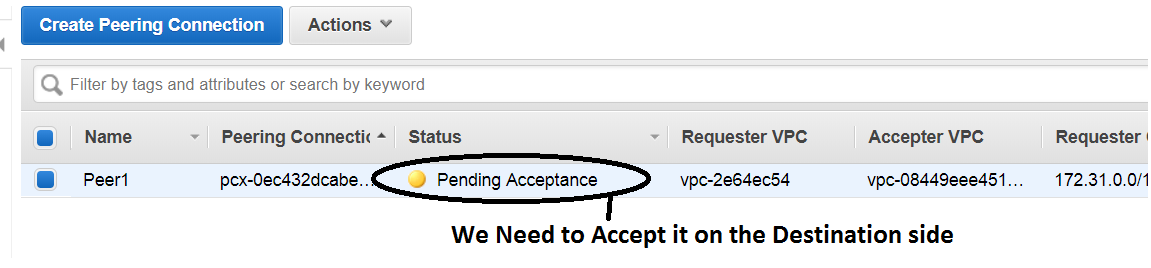 Create Peering Connection Actions
Filter by tags and attributes or search by keyword
Name Peering Connectic Status Requester VPC Accepter VPC Requester
Peer1 pcx-0ec432dcabe... Pending Acceptance vpc-2e64ec54 vpc-08449eee451... 172.31.0.0/1
We Need to Accept it on the Destination side